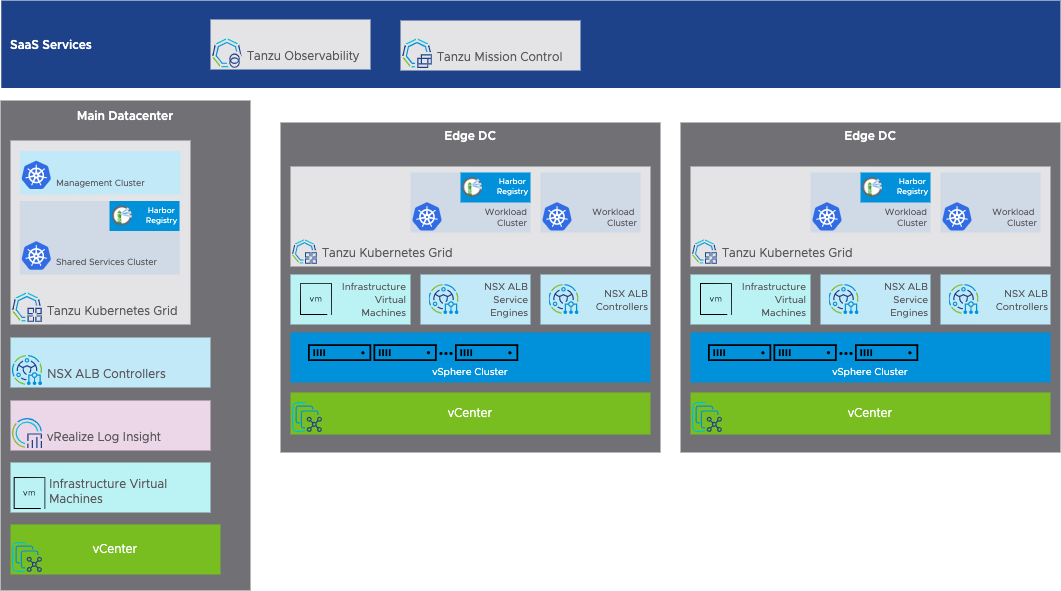 SaaS Services
Tanzu Observability
Tanzu Mission Control
Main Datacenter
Management Cluster
Harbor
Registry
Shared Services Cluster
Tanzu Kubernetes Grid
NSX ALB Controllers
vRealize Log Insight
vm
Infrastructure Virtual
Machines
vCenter
Edge DC
Harbor
Registry
Workload
Cluster
Workload
Cluster
Tanzu Kubernetes Grid
vm
Infrastructure
Virtual
Machines
NSX ALB
Service
Engines
NSX ALB
Controllers
vSphere Cluster
vCenter
Edge DC
Harbor
Registry
Workload
Cluster
Workload
Cluster
Tanzu Kubernetes Grid
vm
Infrastructure
Virtual
Machines
NSX ALB
Service
Engines
NSX ALB
Controllers
vSphere Cluster
vCenter